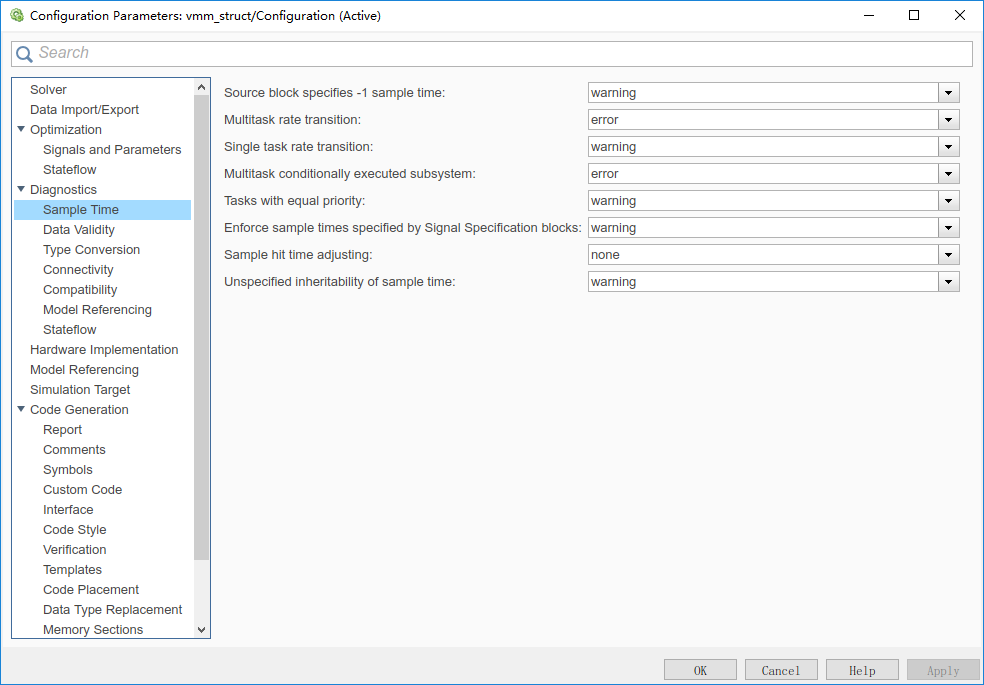 Configuration Parameters: vmm_struct/Configuration (Active)
Search
Solver
Data Import/Export
Optimization
Signals and Parameters
Stateflow
Diagnostics
Sample Time
Data Validity
Type Conversion
Connectivity
Compatibility
Model Referencing
Stateflow
Hardware Implementation
Model Referencing
Simulation Target
Code Generation
Report
Comments
Symbols
Custom Code
Interface
Code Style
Verification
Templates
Code Placement
Data Type Replacement
Memory Sections
Source block specifies -1 sample time: warning
Multitask rate transition: error
Single task rate transition: warning
Multitask conditionally executed subsystem: error
Tasks with equal priority: warning
Enforce sample times specified by Signal Specification blocks: warning
Sample hit time adjusting: none
Unspecified inheritability of sample time: warning
OK Cancel Help Apply